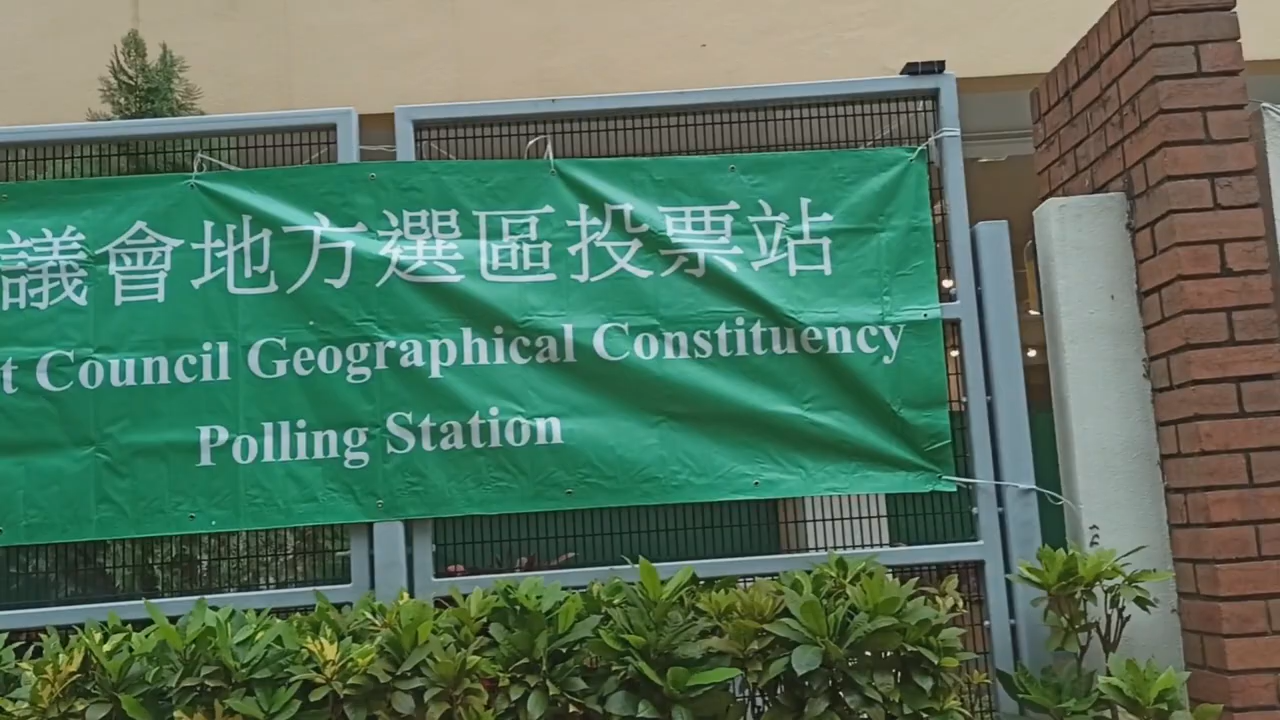 議會地方選區投票站
t Council Geographical Constituency
Polling Station